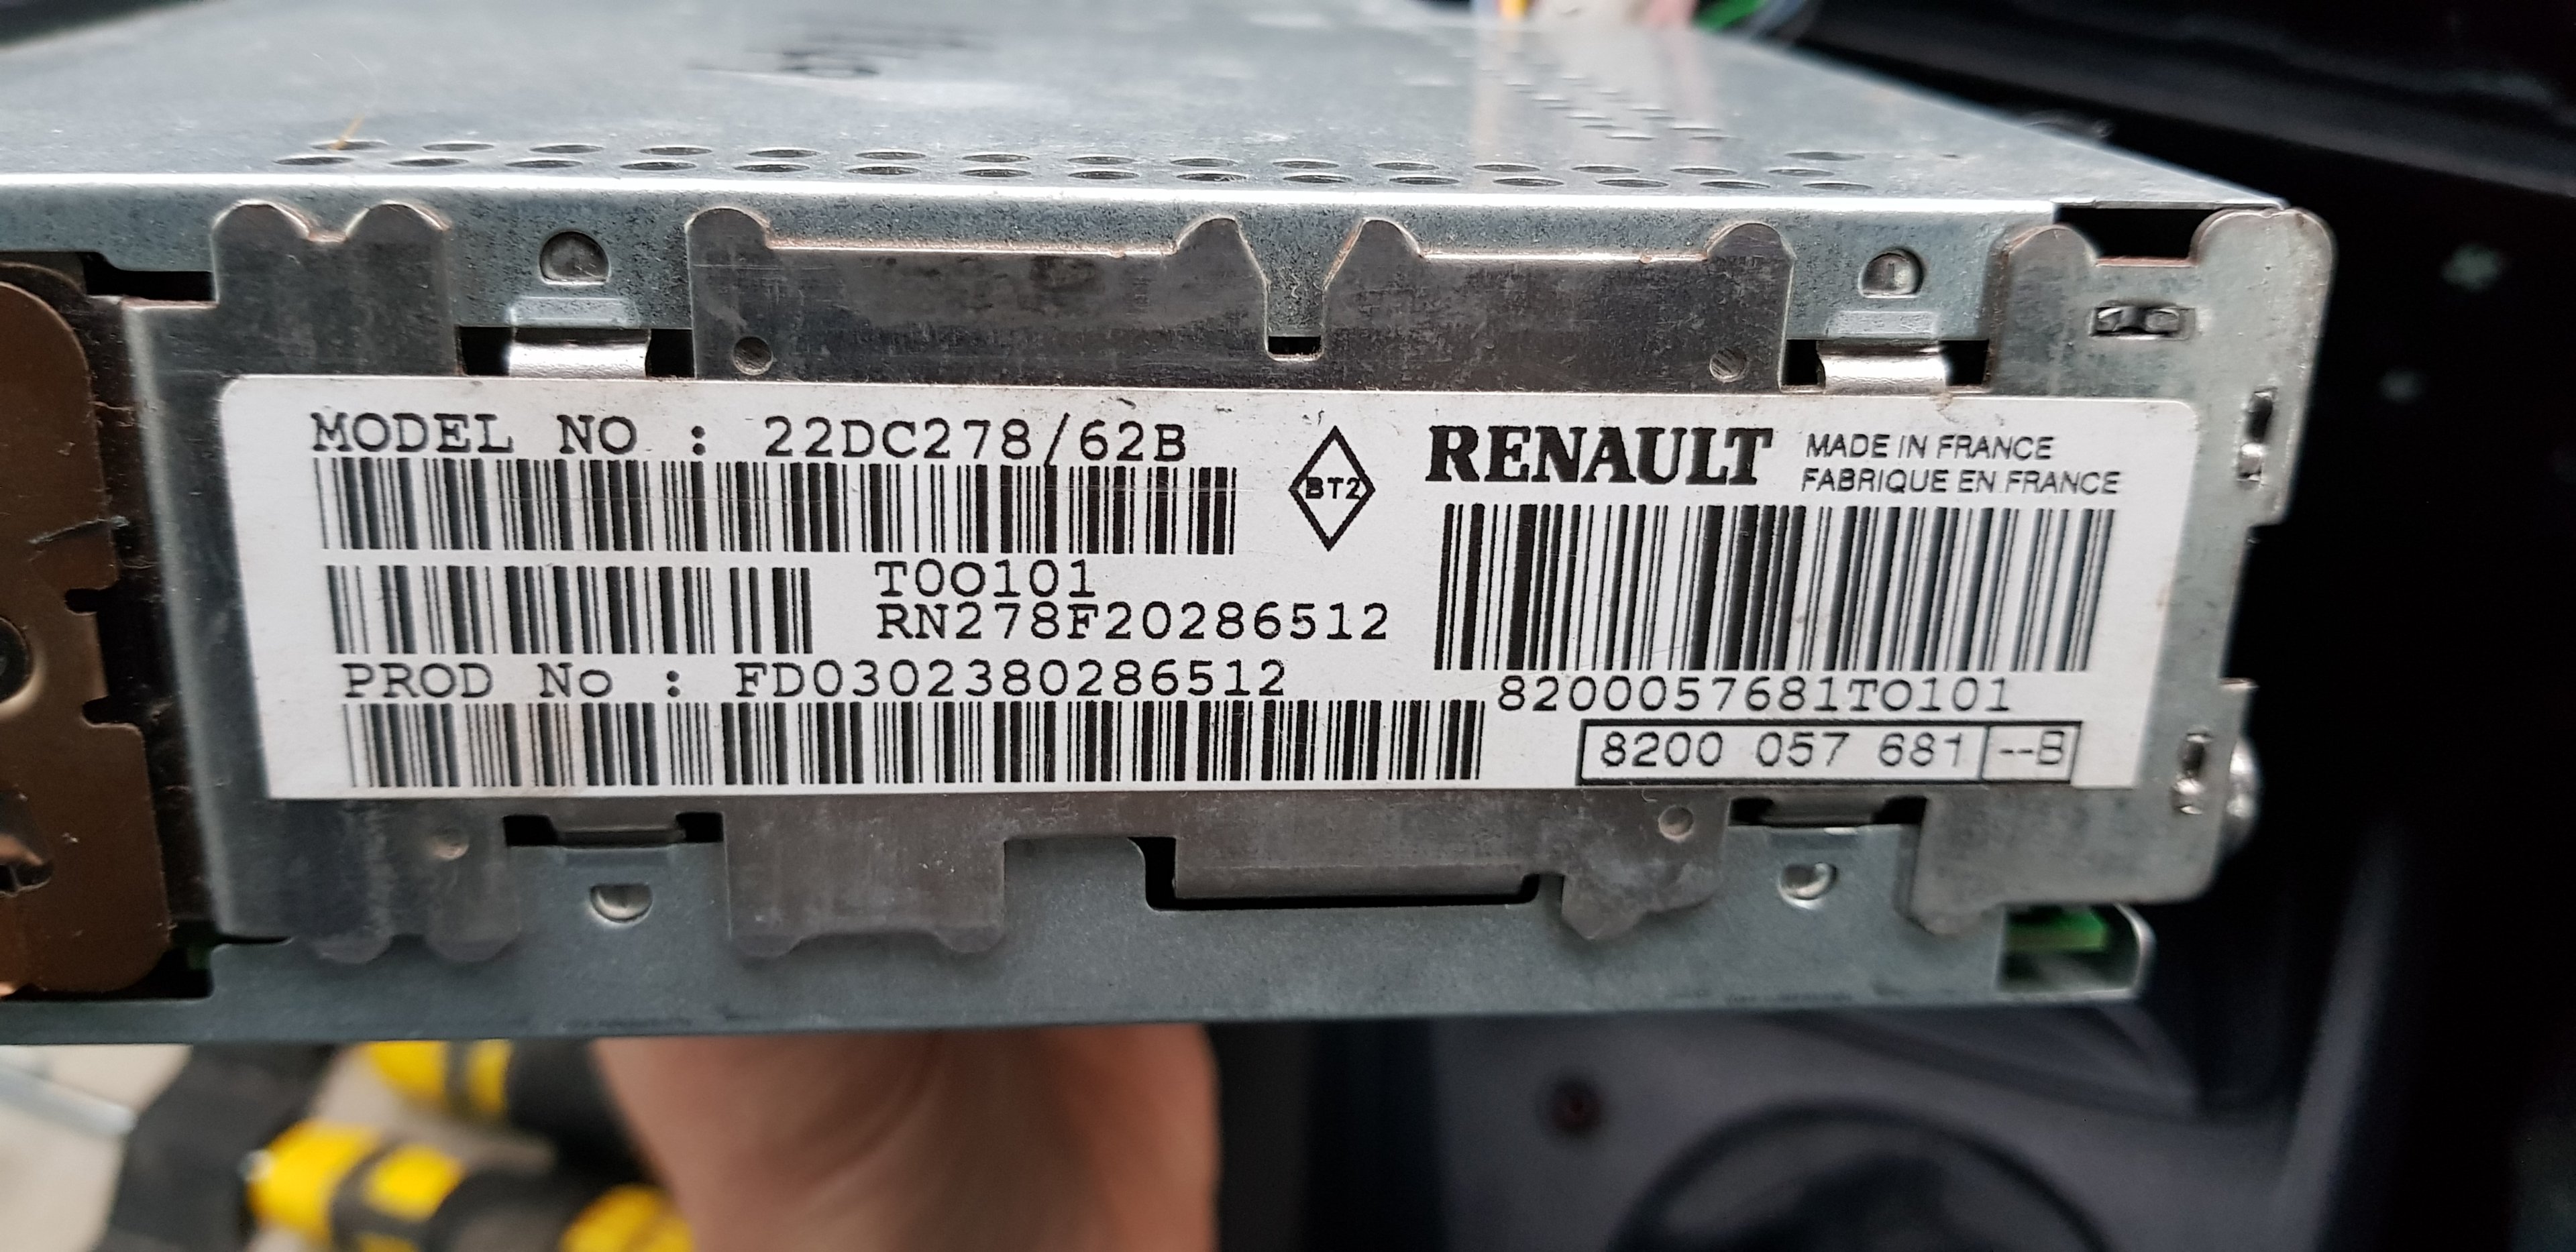 MODEL NO : 22DC278/62B
BT2
RENAULT
MADE IN FRANCE
FABRIQUE EN FRANCE
T00101
RN278F20286512
PROD No : FD0302380286512
8200057681T0101
8200 057 681 --B